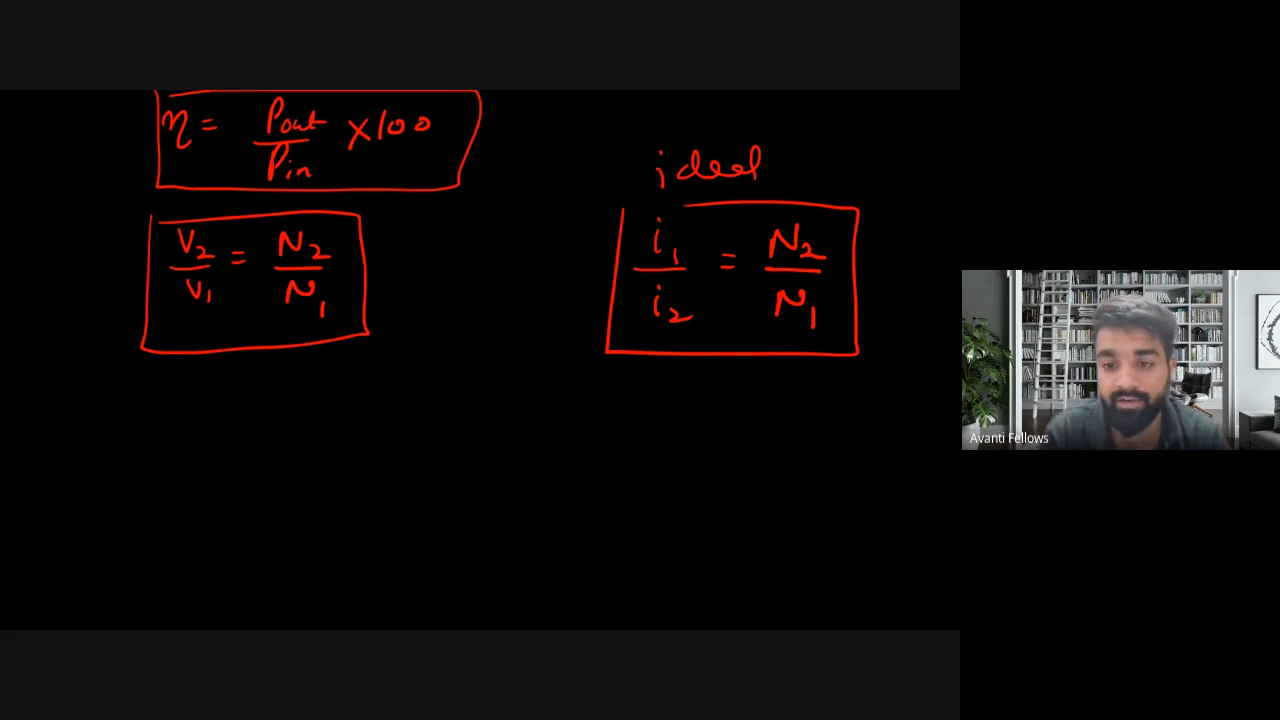 η = Pout/Pin ×100
V2/V1 = N2/N1
ideal
i1/i2 = N2/N1
Avanti Fellows